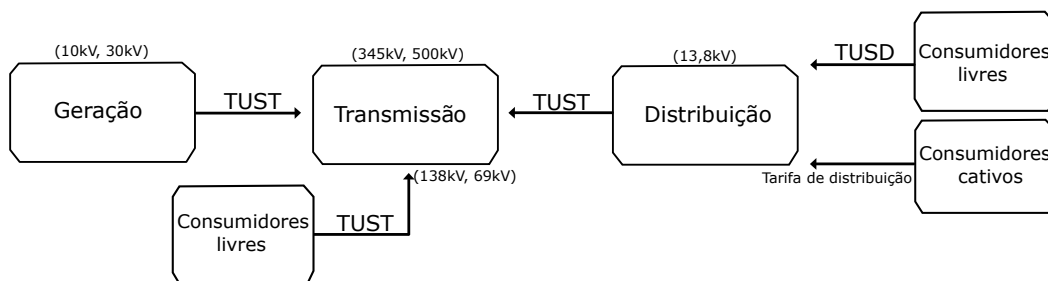 (10kV, 30kV)
Geração
TUST
(345kV, 500kV)
Transmissão
(138kV, 69kV)
TUST
(13,8kV)
Distribuição
TUSD
Consumidores
livres
Tarifa de distribuição
Consumidores
cativos
Consumidores
livres
TUST